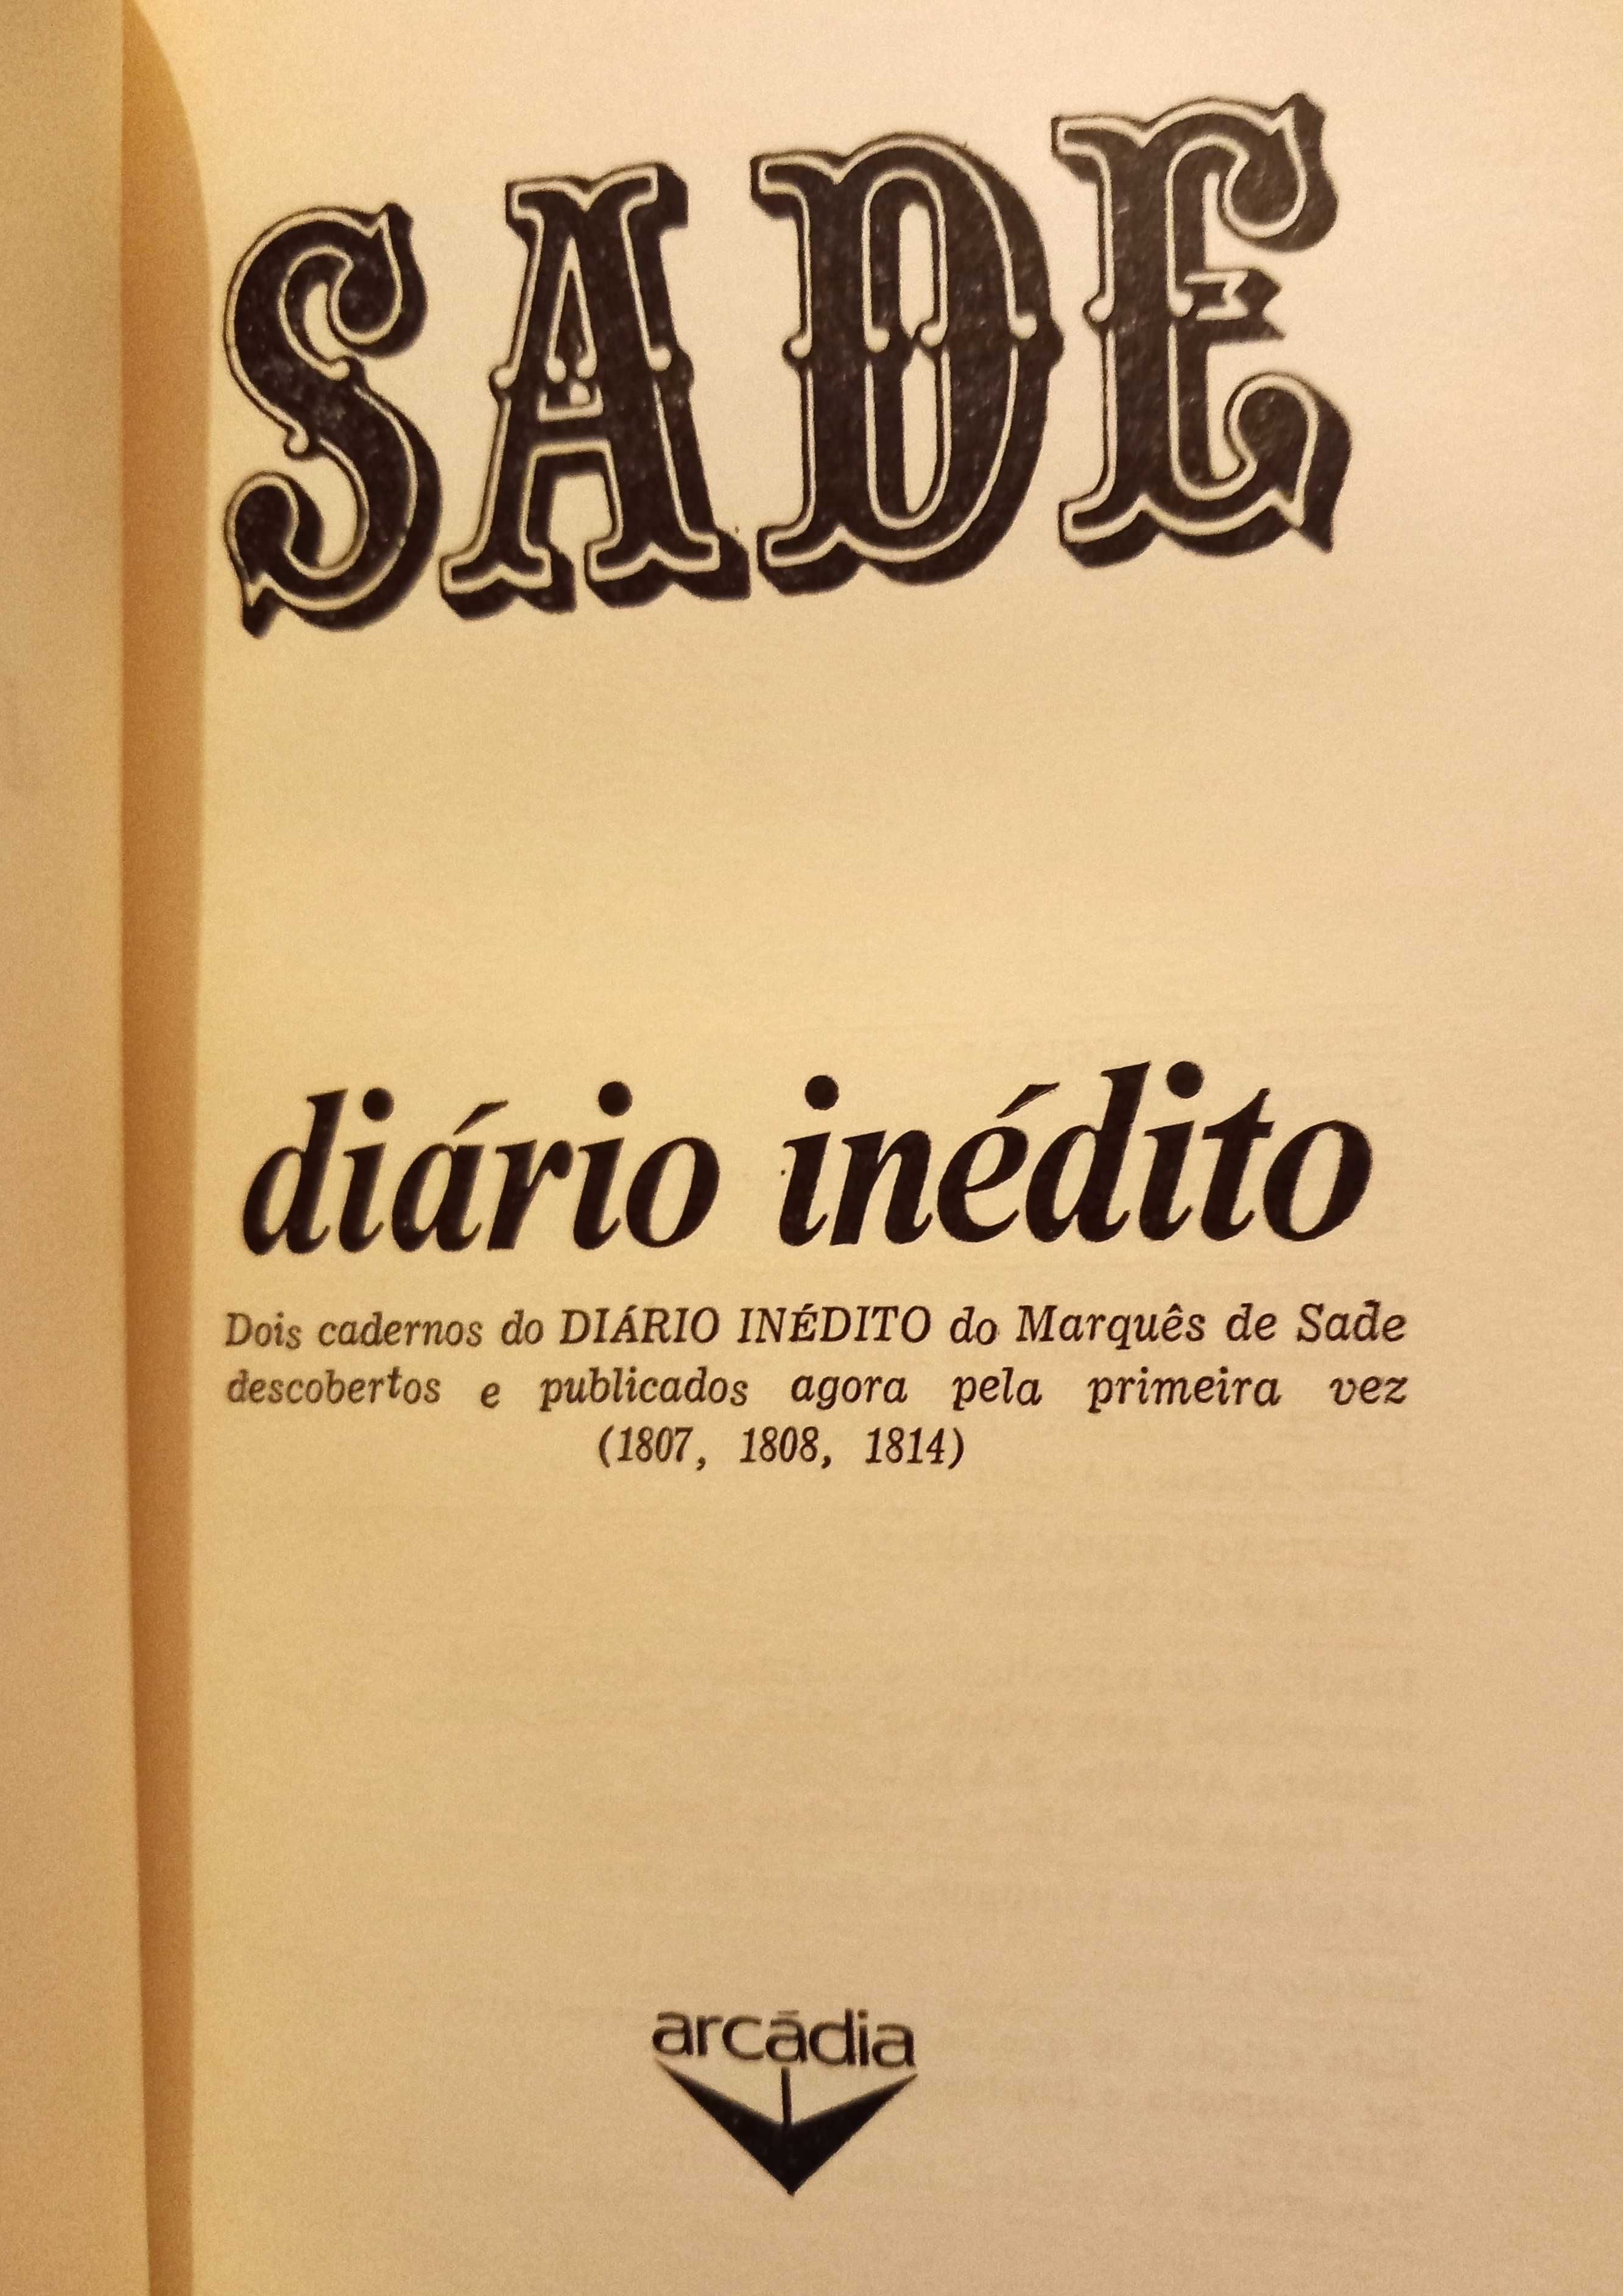 SADE
diário inédito
Dois cadernos do DIÁRIO INÉDITO do Marquês de Sade
descobertos e publicados agora pela primeira vez
(1807, 1808, 1814)
arcádia